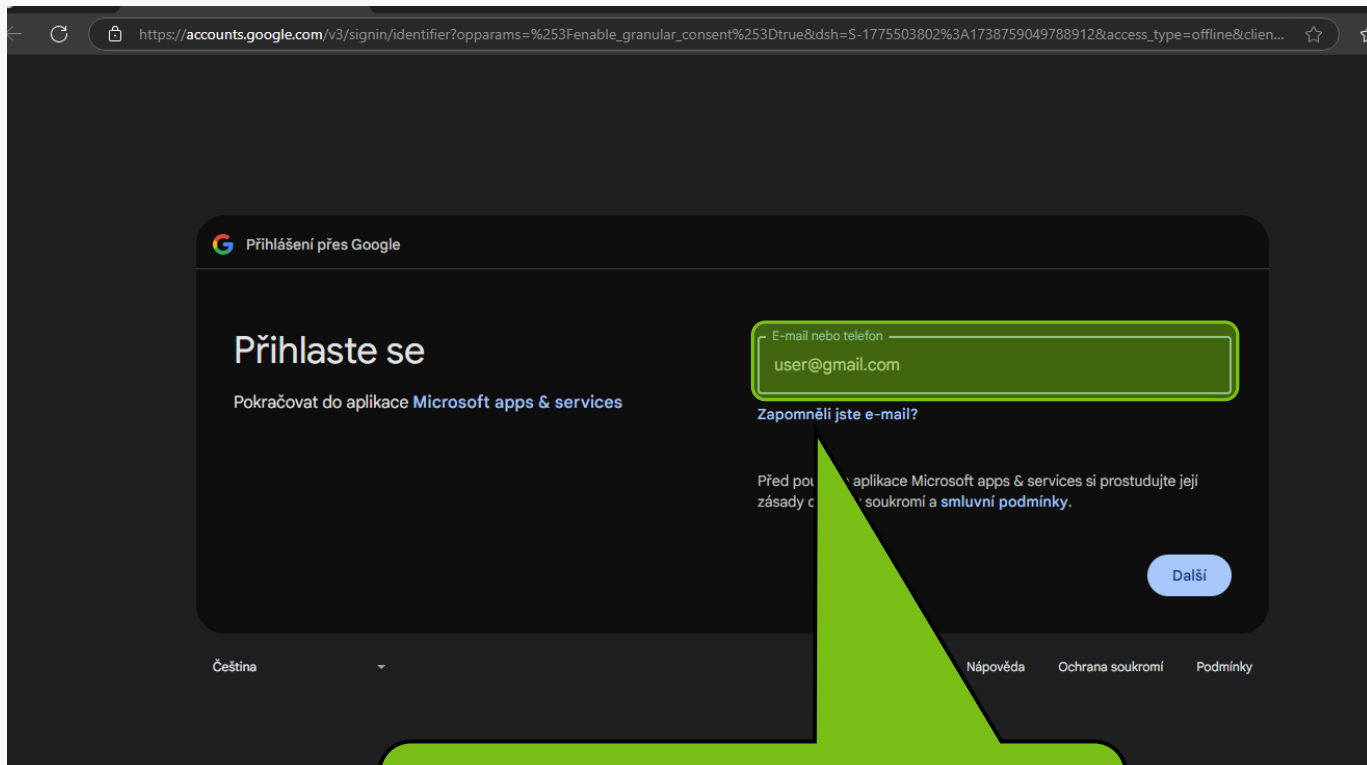 https://accounts.google.com/v3/signin/identifier?opparams=%253Fenable_granular_consent%253Dtrue&dsh=S-1775503802%3A1738759049788912&access_type=offline&clien...
Přihlášení přes Google
Přihlaste se
Pokračovat do aplikace Microsoft apps & services
E-mail nebo telefon
user@gmail.com
Zapomněli jste e-mail?
Před aplikace Microsoft apps & services si prostudujte její
zásady soukromí a smluvní podmínky.
Další
Čeština
Nápověda Ochrana soukromí Podmínky